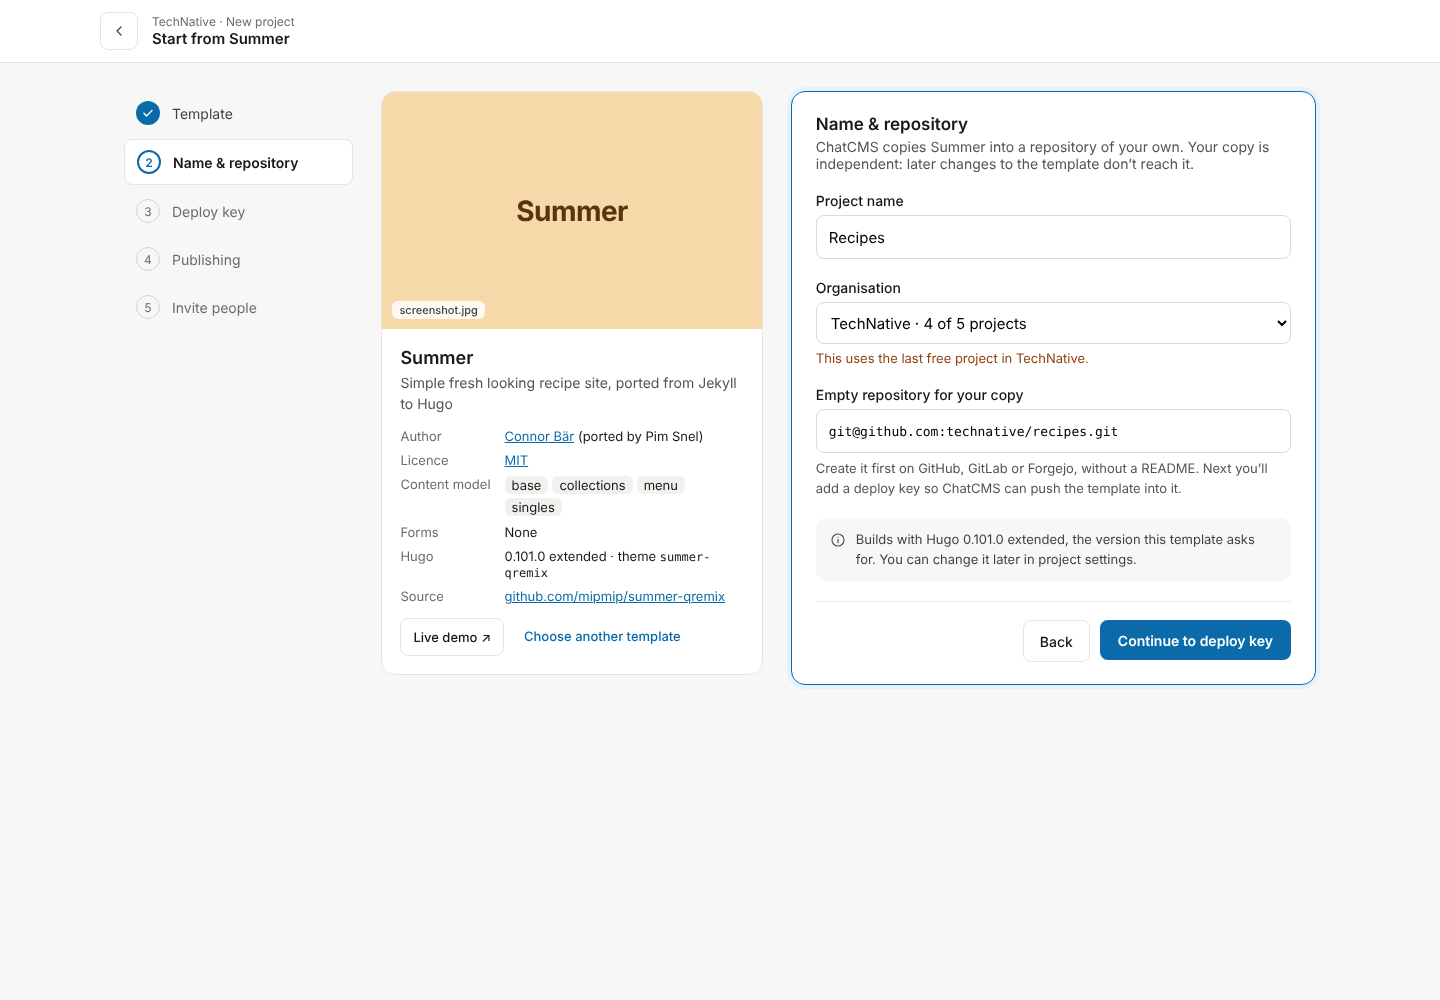 TechNative · New project
Start from Summer
Template
2 Name & repository
3 Deploy key
4 Publishing
5 Invite people
Summer
screenshot.jpg
Summer
Simple fresh looking recipe site, ported from Jekyll
to Hugo
Author Connor Bär (ported by Pim Snel)
Licence MIT
Content model base collections menu
singles
Forms None
Hugo 0.101.0 extended · theme summer-
qremix
Source github.com/mipmip/summer-qremix
Live demo ↗ Choose another template
Name & repository
ChatCMS copies Summer into a repository of your own. Your copy is
independent: later changes to the template don’t reach it.
Project name
Recipes
Organisation
TechNative · 4 of 5 projects
This uses the last free project in TechNative.
Empty repository for your copy
git@github.com:technative/recipes.git
Create it first on GitHub, GitLab or Forgejo, without a README. Next you’ll
add a deploy key so ChatCMS can push the template into it.
Builds with Hugo 0.101.0 extended, the version this template asks
for. You can change it later in project settings.
Back Continue to deploy key